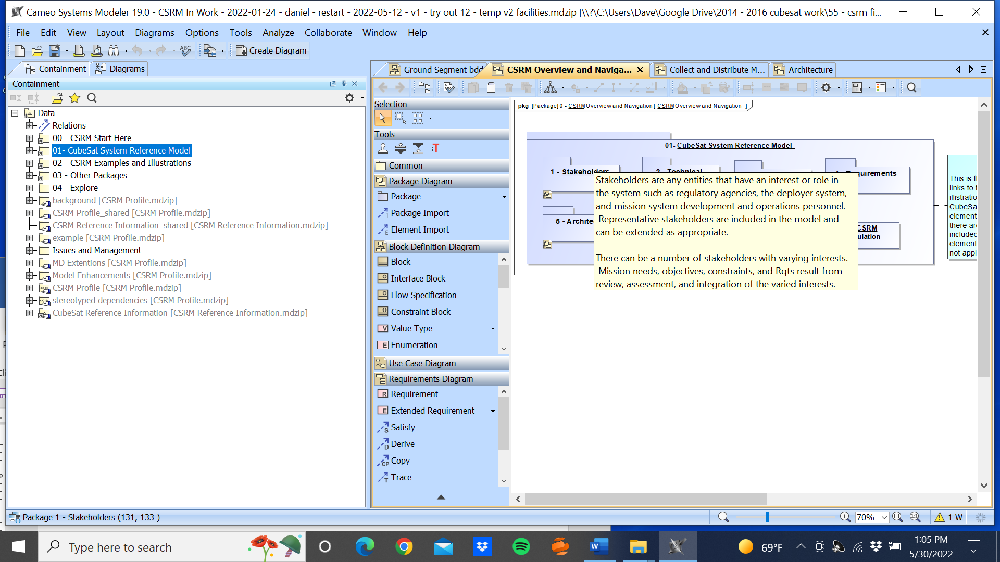 Cameo Systems Modeler 19.0 - CSRM In Work - 2022-01-24 - daniel - restart - 2022-05-12 - v1 - try out 12 - temp v2 facilities.mdzip [\\?\C:\Users\Dave\Google Drive\2014 - 2016 cubesat work\55 - csrm fi...
File Edit View Layout Diagrams Options Tools Analyze Collaborate Window Help
Create Diagram
Containment Diagrams
Containment
Data
Relations
00 - CSRM Start Here
01- CubeSat System Reference Model
02 - CSRM Examples and Illustrations -----------------
03 - Other Packages
04 - Explore
background [CSRM Profile.mdzip]
CSRM Profile_shared [CSRM Profile.mdzip]
CSRM Reference Information_shared [CSRM Reference Information.mdzip]
example [CSRM Profile.mdzip]
Issues and Management
MD Extentions [CSRM Profile.mdzip]
Model Enhancements [CSRM Profile.mdzip]
CSRM Profile [CSRM Profile.mdzip]
stereotyped dependencies [CSRM Profile.mdzip]
CubeSat Reference Information [CSRM Reference Information.mdzip]
Ground Segment bdd CSRM Overview and Naviga... Collect and Distribute M... Architecture
Selection
Tools
Common
Package Diagram
Package
Package Import
Element Import
Block Definition Diagram
Block
Interface Block
Flow Specification
Constraint Block
Value Type
Enumeration
Use Case Diagram
Requirements Diagram
Requirement
Extended Requirement
Satisfy
Derive
Copy
Trace
pkg [Package] 0 - CSRM Overview and Navigation [ CSRM Overview and Navigation ]
01- CubeSat System Reference Model
1 - Stakeholders
2 - Technical
quirements
5 - Archite
CSRM
ulation
Stakeholders are any entities that have an interest or role in
the system such as regulatory agencies, the deployer system,
and mission system development and operations personnel.
Representative stakeholders are included in the model and
can be extended as appropriate.
There can be a number of stakeholders with varying interests.
Mission needs, objectives, constraints, and Rqts result from
review, assessment, and integration of the varied interests.
This is th
links to t
illistratio
CubeSa
element
there are
included
element
not appl
Package 1 - Stakeholders (131, 133 )
70%
1:1
1 W
Type here to search
69°F
1:05 PM
5/30/2022